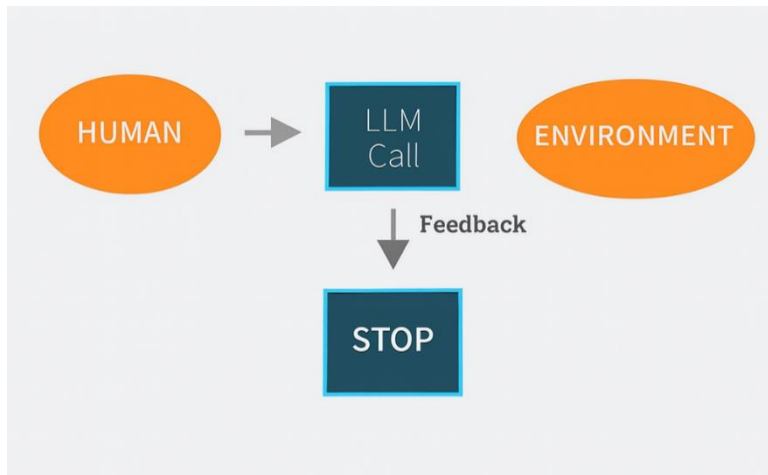 HUMAN
LLM
Call
ENVIRONMENT
Feedback
STOP